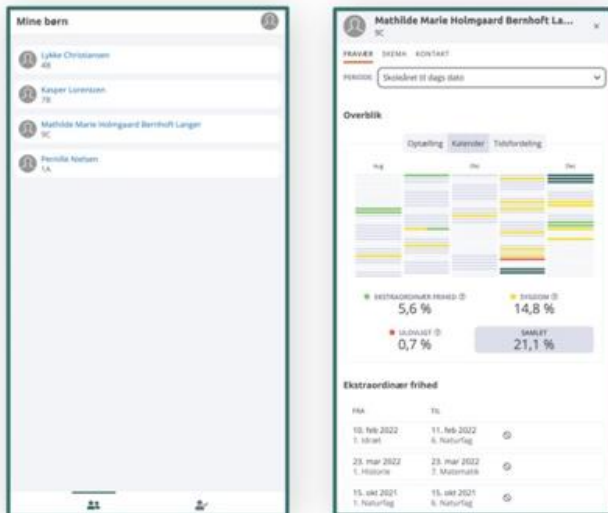 Mine børn
Lykke Christiansen
4B
Kasper Lorentzen
7B
Mathilde Marie Holmgaard Bernhoft Langer
9C
Pernille Nielsen
1A
Mathilde Marie Holmgaard Bernhoft La...
9C
FRAVÆR SKEMA KONTAKT
PERIODE Skoleåret til dags dato
Overblik
Optælling Kalender Tidsfordeling
Aug Okt Dec
EKSTRAORDINÆR FRIHED
5,6 %
SYGDOM
14,8 %
ULOVLIGT
0,7 %
SAMLET
21,1 %
Ekstraordinær frihed
FRA TIL
10. feb 2022 11. feb 2022
1. Idræt 6. Naturfag
23. mar 2022 23. mar 2022
1. Historie 7. Matematik
15. okt 2021 15. okt 2021
1. Naturfag 6. Naturfag